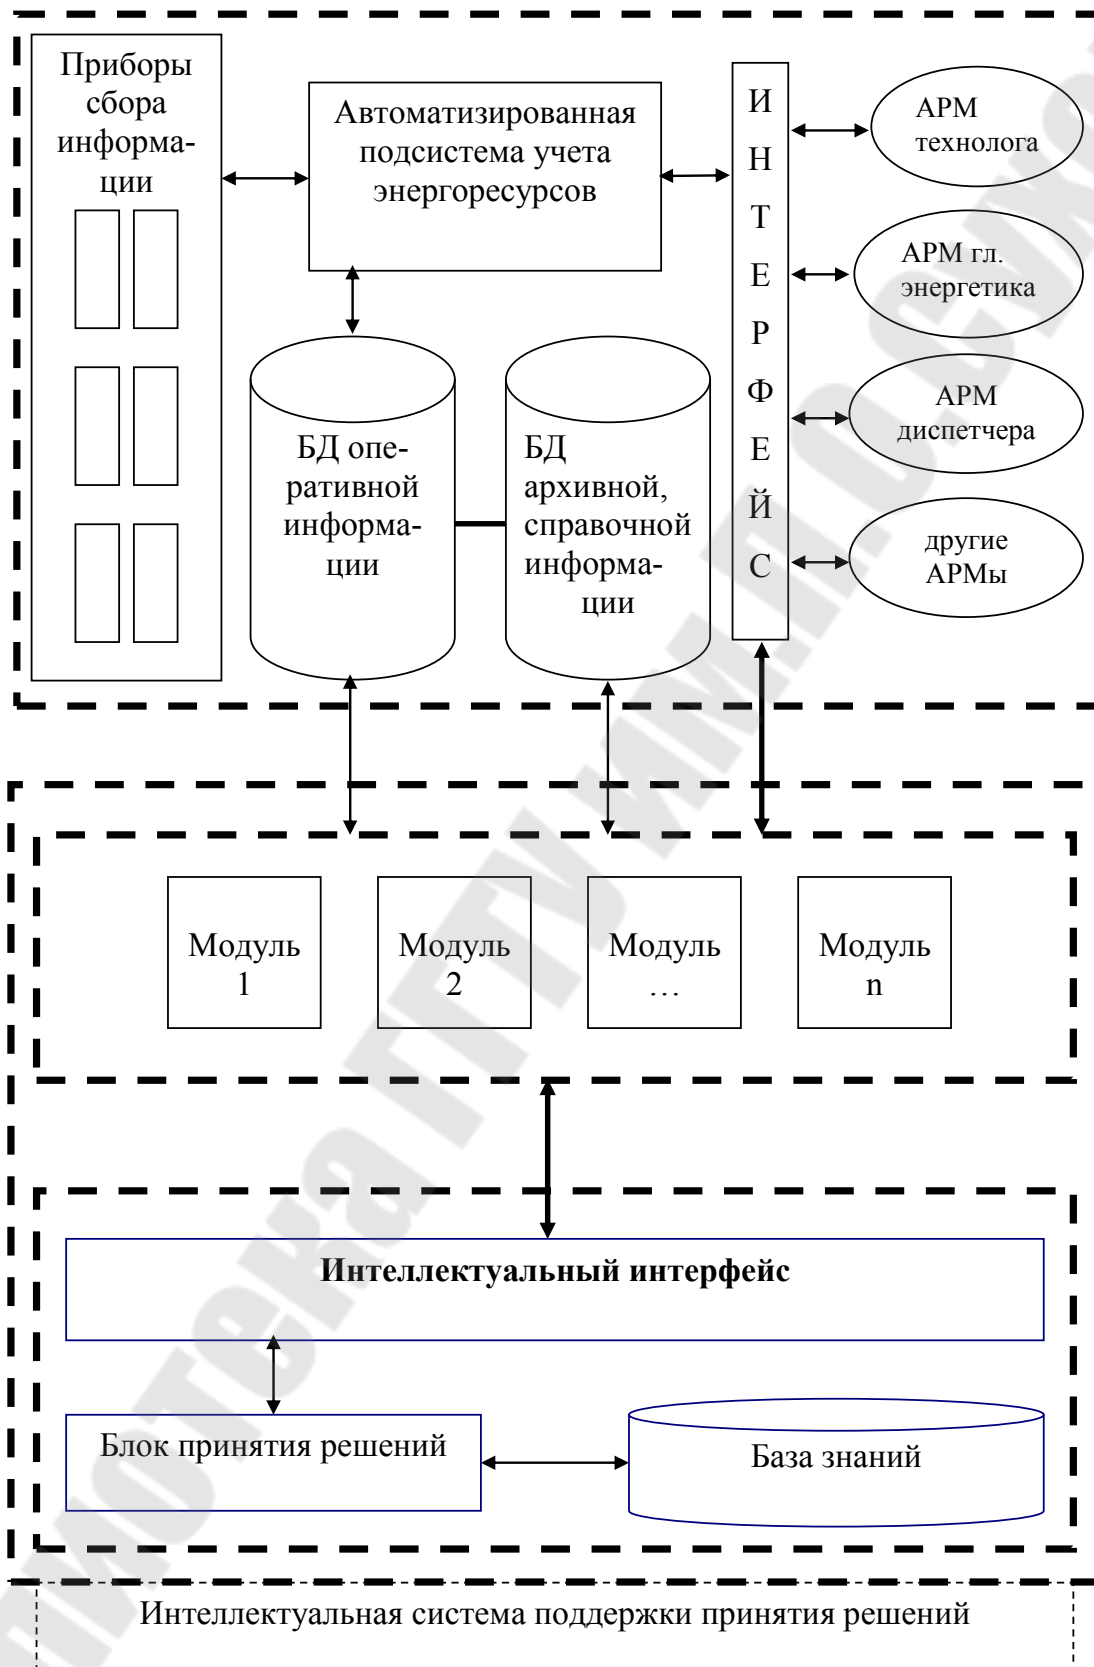 Приборы
сбора
информа-
ции
Автоматизированная
подсистема учета
энергоресурсов
И
Н
Т
Е
Р
Ф
Е
Й
С
АРМ
технолога
АРМ гл.
энергетика
АРМ
диспетчера
другие
АРМы
БД опе-
ративной
информа-
ции
БД
архивной,
справочной
информа-
ции
Модуль
1
Модуль
2
Модуль
…
Модуль
n
Интеллектуальный интерфейс
Блок принятия решений
База знаний
Интеллектуальная система поддержки принятия решений